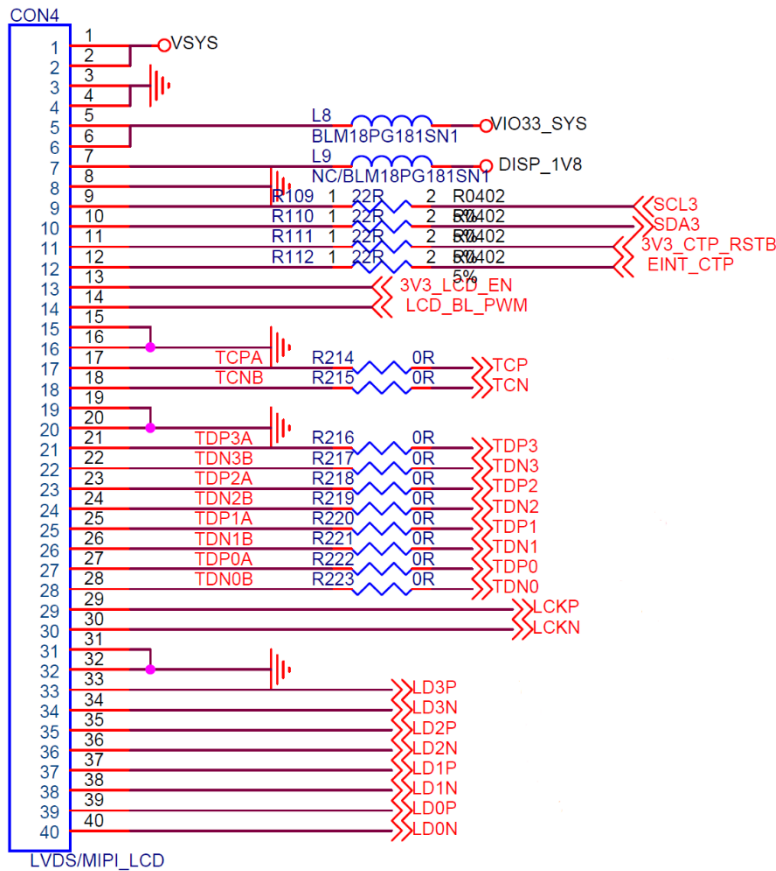 CON4
1 1 VSYS
2 2
3 3
4 4
5 5 L8 BLM18PG181SN1 VIO33_SYS
6 6
7 7 L9 NC/BLM18PG181SN1 DISP_1V8
8 8
9 9 R109 1 22R 2 R0402 5% SCL3
10 10 R110 1 22R 2 R0402 5% SDA3
11 11 R111 1 22R 2 R0402 5% 3V3_CTP_RSTB
12 12 R112 1 22R 2 R0402 5% EINT_CTP
13 13 3V3_LCD_EN
14 14 LCD_BL_PWM
15 15
16 16
17 17 TCPA R214 0R TCP
18 18 TCNB R215 0R TCN
19 19
20 20
21 21 TDP3A R216 0R TDP3
22 22 TDN3B R217 0R TDN3
23 23 TDP2A R218 0R TDP2
24 24 TDN2B R219 0R TDN2
25 25 TDP1A R220 0R TDP1
26 26 TDN1B R221 0R TDN1
27 27 TDP0A R222 0R TDP0
28 28 TDN0B R223 0R TDN0
29 29 LCKP
30 30 LCKN
31 31
32 32
33 33 LD3P
34 34 LD3N
35 35 LD2P
36 36 LD2N
37 37 LD1P
38 38 LD1N
39 39 LD0P
40 40 LD0N
LVDS/MIPI_LCD